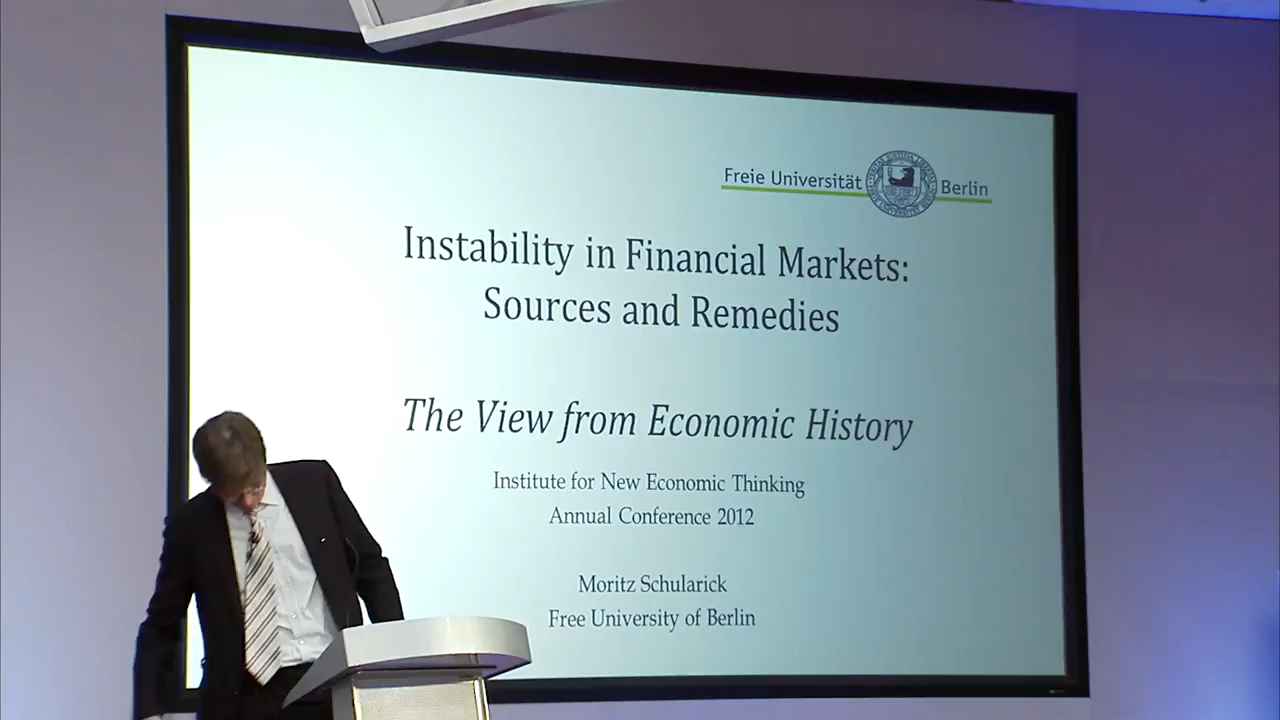 Freie Universität Berlin
Instability in Financial Markets:
Sources and Remedies
The View from Economic History
Institute for New Economic Thinking
Annual Conference 2012
Moritz Schularick
Free University of Berlin